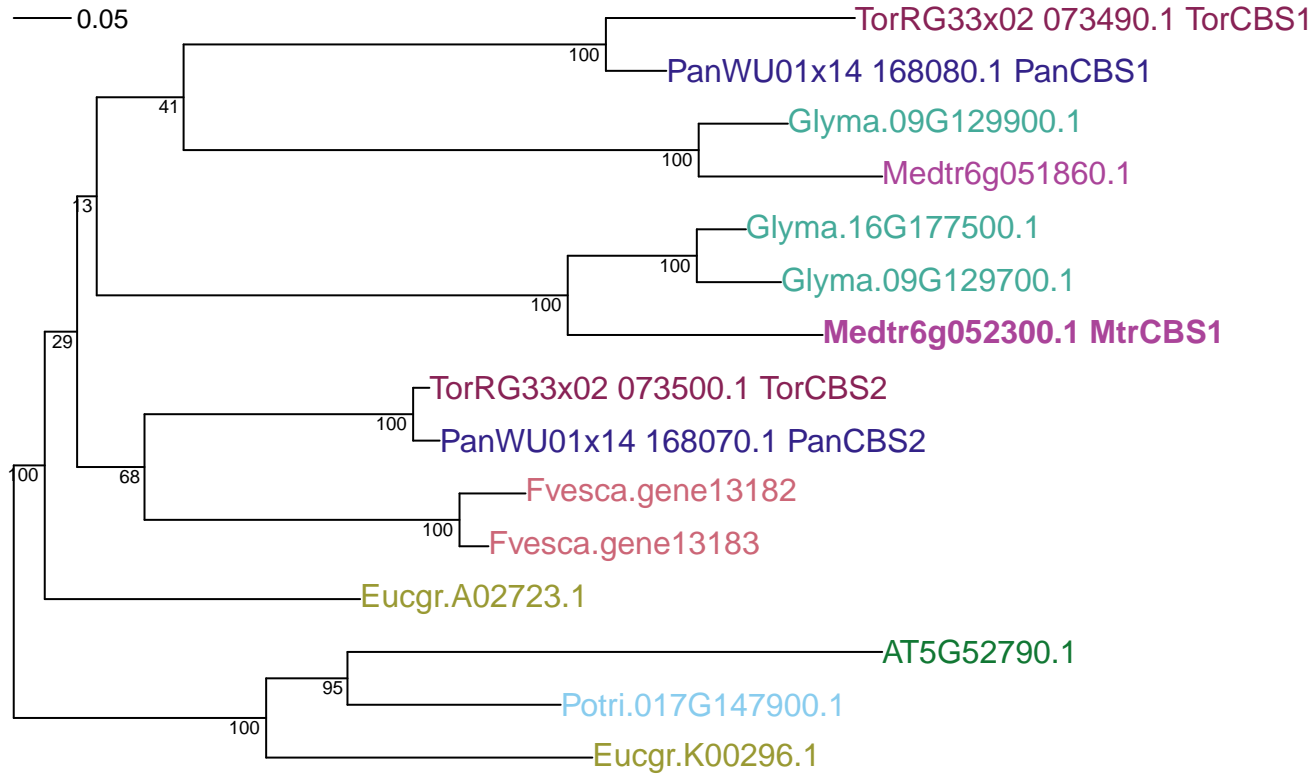 0.05
TorRG33x02 073490.1 TorCBS1
100
PanWU01x14 168080.1 PanCBS1
41
Glyma.09G129900.1
100
Medtr6g051860.1
13
Glyma.16G177500.1
100
Glyma.09G129700.1
100
Medtr6g052300.1 MtrCBS1
29
TorRG33x02 073500.1 TorCBS2
100
PanWU01x14 168070.1 PanCBS2
100
68
Fvesca.gene13182
100
Fvesca.gene13183
Eucgr.A02723.1
AT5G52790.1
95
Potri.017G147900.1
100
Eucgr.K00296.1